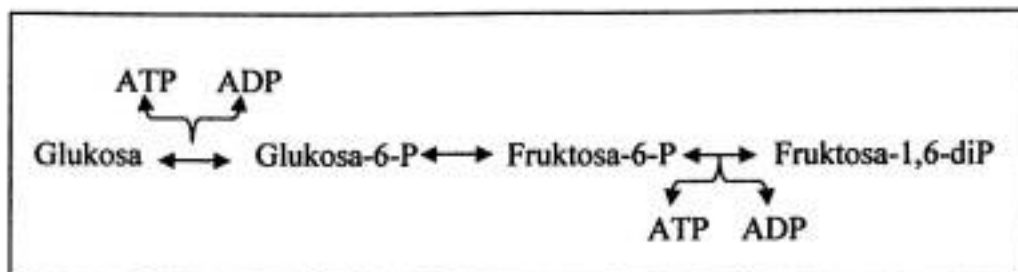 ATP ADP
Glukosa Glukosa-6-P Fruktosa-6-P Fruktosa-1,6-diP
ATP ADP